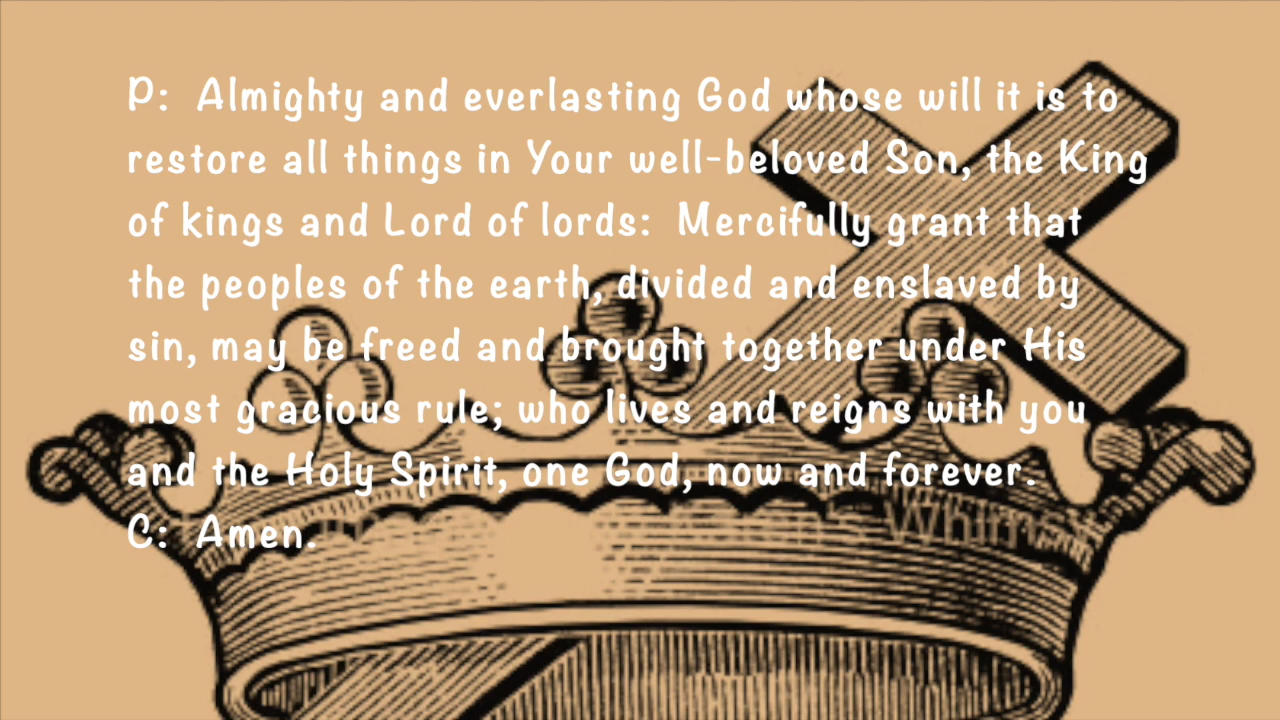 P:  Almighty and everlasting God whose will it is to
restore all things in Your well-beloved Son, the King
of kings and Lord of lords:  Mercifully grant that
the peoples of the earth, divided and enslaved by
sin, may be freed and brought together under His
most gracious rule; who lives and reigns with you
and the Holy Spirit, one God, now and forever.
C:  Amen.
Whimsy